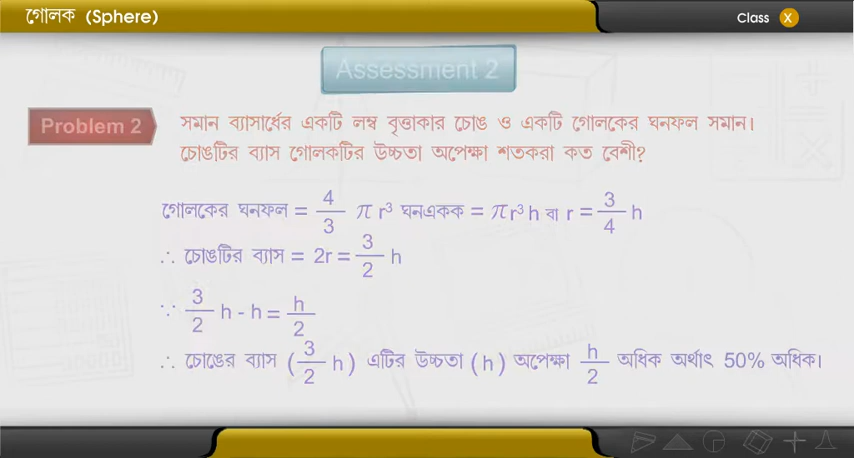 গোলক (Sphere)
Class X
Assessment 2
Problem 2
সমান ব্যাসার্ধের একটি লম্ব বৃত্তাকার চোঙ ও একটি গোলকের ঘনফল সমান।
চোঙটির ব্যাস গোলকটির উচ্চতা অপেক্ষা শতকরা কত বেশী?
গোলকের ঘনফল = 4/3 π r³ ঘনএকক = πr³ h বা r = 3/4 h
∴ চোঙটির ব্যাস = 2r = 3/2 h
∵ 3/2 h - h = h/2
∴ চোঙের ব্যাস (3/2 h) এটির উচ্চতা (h) অপেক্ষা h/2 অধিক অর্থাৎ 50% অধিক।